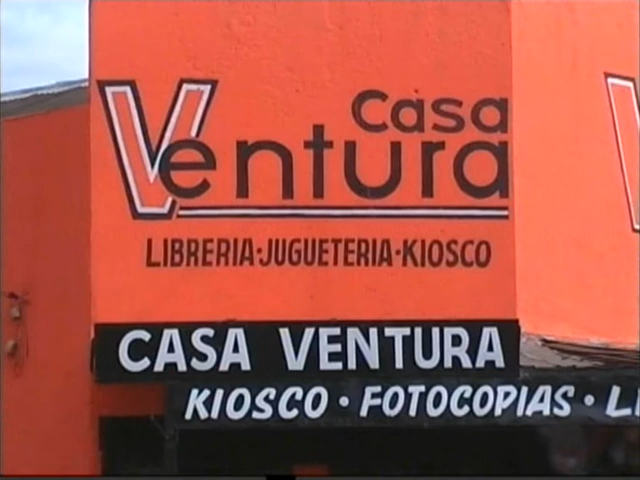 Casa
Ventura
LIBRERIA·JUGUETERIA·KIOSCO
CASA VENTURA
KIOSCO · FOTOCOPIAS ·